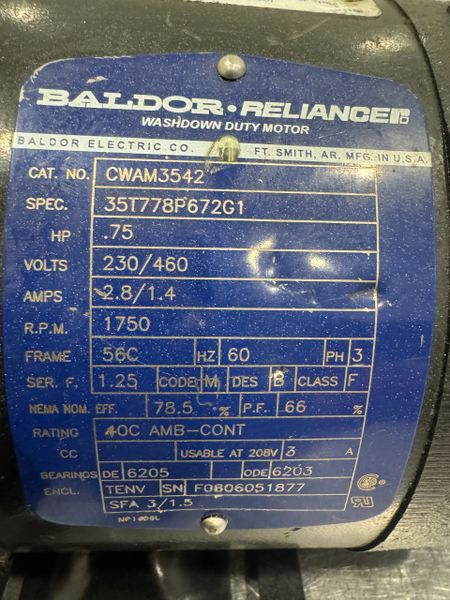 BALDOR • RELIANCE
WASHDOWN DUTY MOTOR
BALDOR ELECTRIC CO. FT. SMITH, AR. MFG. IN U.S.A.
CAT. NO. CWAM3542
SPEC. 35T778P672G1
HP .75
VOLTS 230/460
AMPS 2.8/1.4
R.P.M. 1750
FRAME 56C HZ 60 PH 3
SER. F. 1.25 CODE M DES B CLASS F
NEMA NOM. EFF. 78.5 % P.F. 66 %
RATING 40C AMB-CONT
CC USABLE AT 208V 3 A
BEARINGS DE 6205 ODE 6203
ENCL. TENV SN F0806051877
SFA 3/1.5